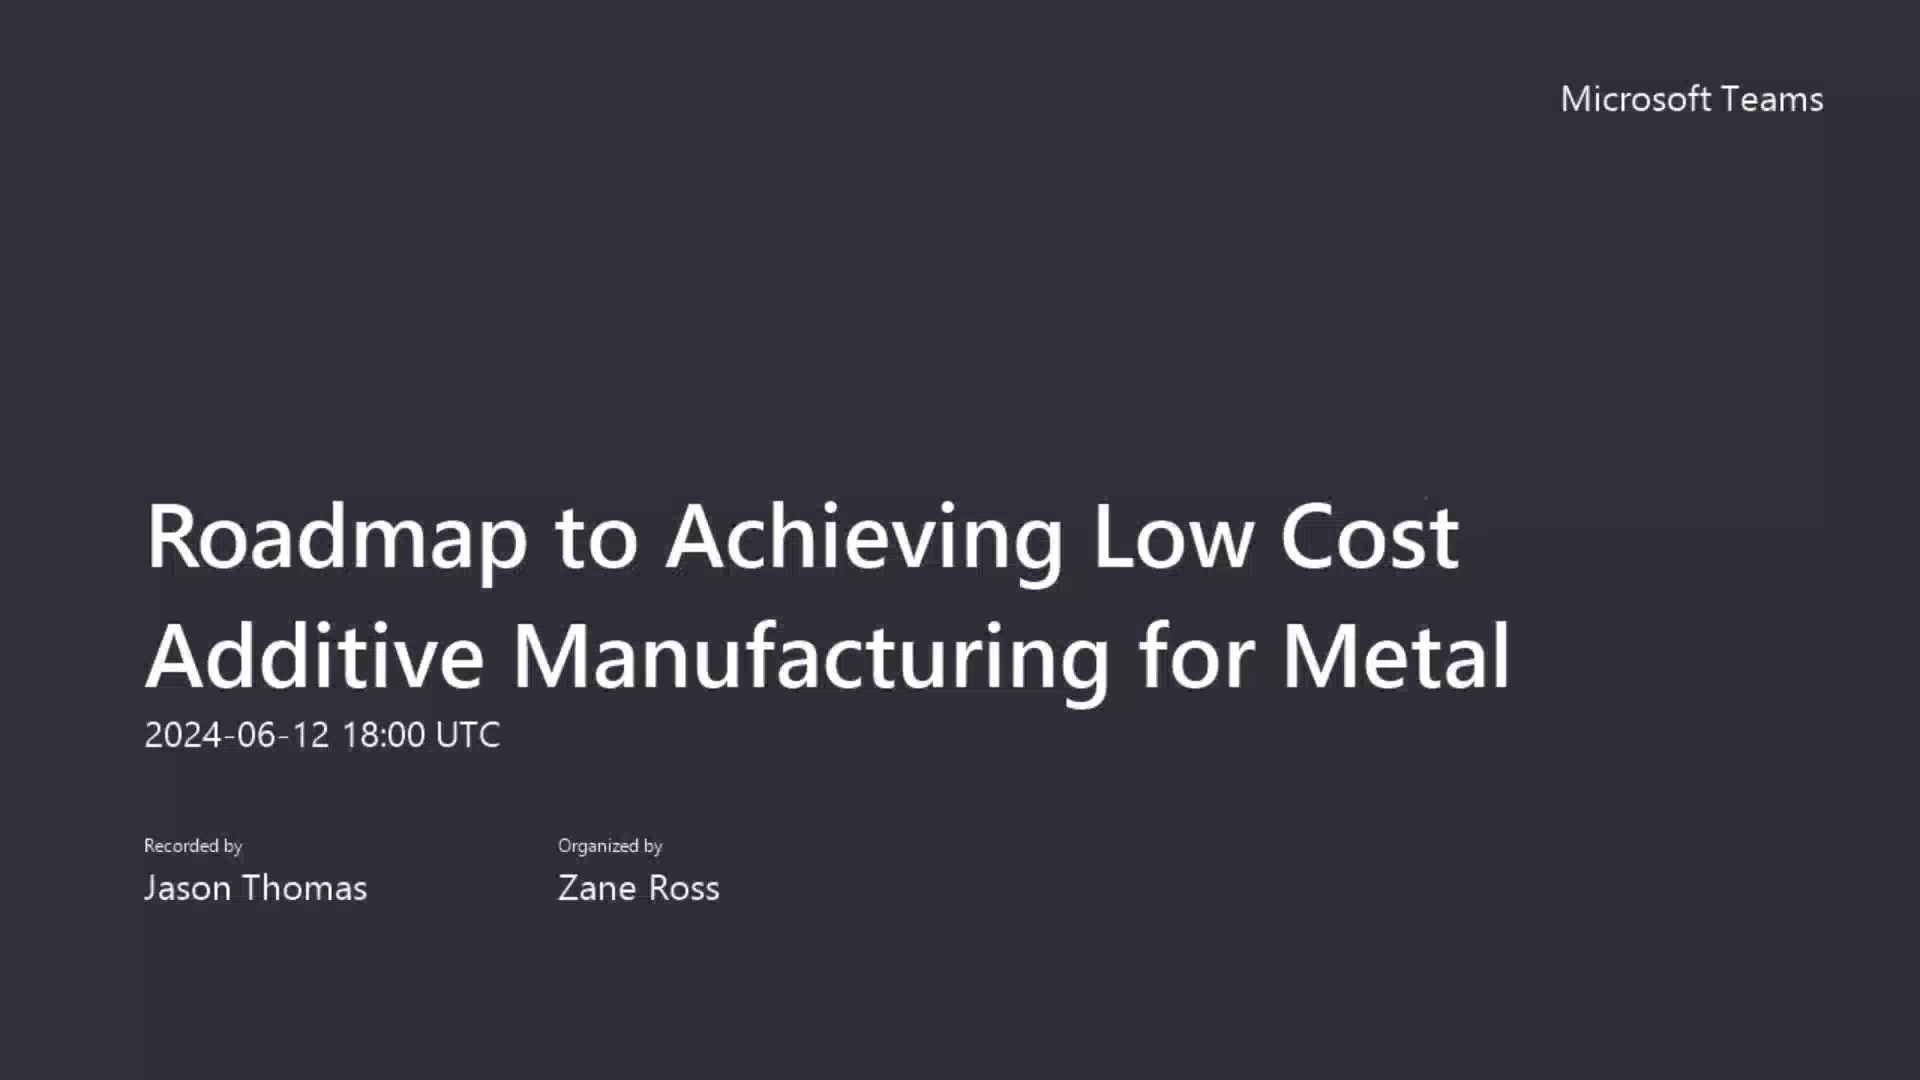 Microsoft Teams
Roadmap to Achieving Low Cost
Additive Manufacturing for Metal
2024-06-12 18:00 UTC
Recorded by
Jason Thomas
Organized by
Zane Ross